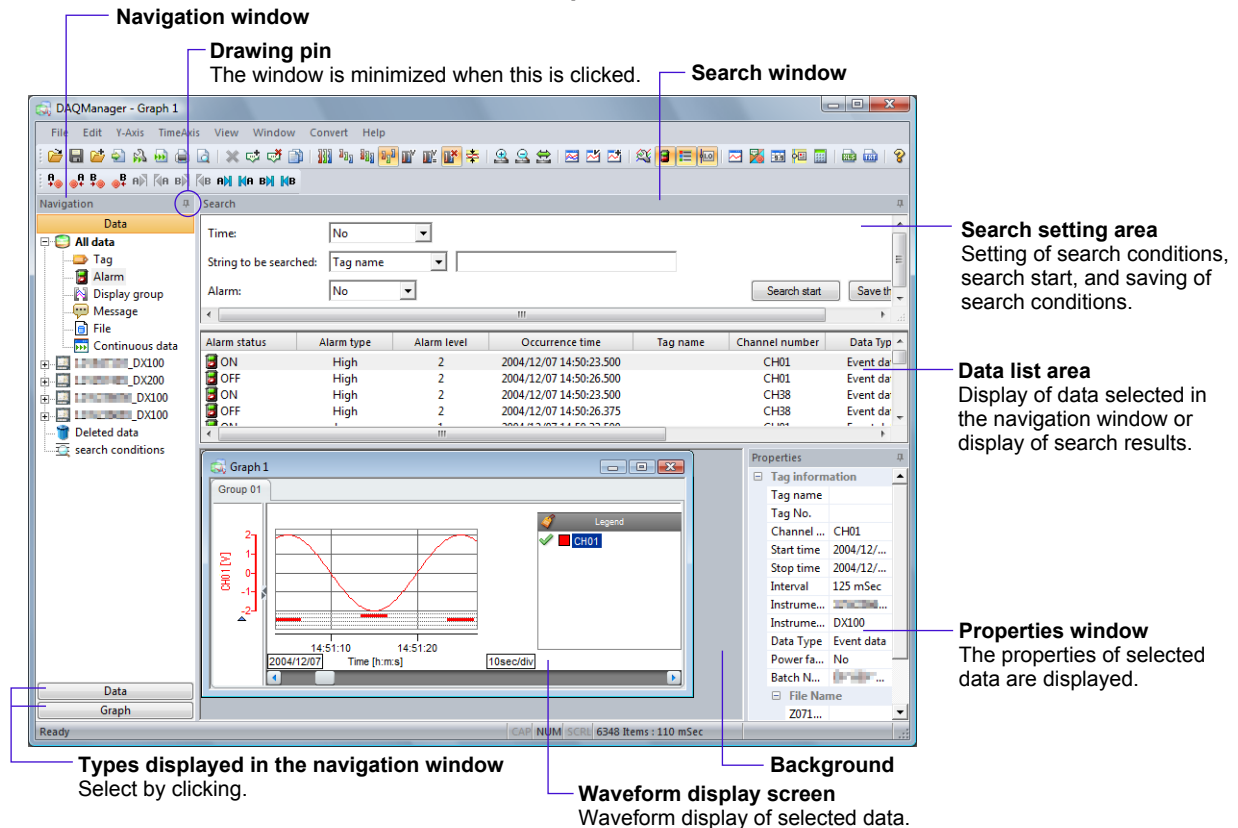 Navigation window
Drawing pin
The window is minimized when this is clicked.
Search window
DAQManager - Graph 1
File Edit Y-Axis TimeAxis View Window Convert Help
Navigation
Search
Data
All data
Tag
Alarm
Display group
Message
File
Continuous data
_DX100
_DX200
_DX100
_DX100
Deleted data
search conditions
Time: No
String to be searched: Tag name
Alarm: No
Search start
Save th
Search setting area
Setting of search conditions,
search start, and saving of
search conditions.
Alarm status Alarm type Alarm level Occurrence time Tag name Channel number Data Typ
ON High 2 2004/12/07 14:50:23.500 CH01 Event da
OFF High 2 2004/12/07 14:50:26.500 CH01 Event da
ON High 2 2004/12/07 14:50:23.500 CH38 Event da
OFF High 2 2004/12/07 14:50:26.375 CH38 Event da
Data list area
Display of data selected in
the navigation window or
display of search results.
Graph 1
Group 01
CH01 [V]
2
1
0
-1
-2
14:51:10 14:51:20
2004/12/07 Time [h:m:s] 10sec/div
Legend
CH01
Properties
Tag information
Tag name
Tag No.
Channel ... CH01
Start time 2004/12/...
Stop time 2004/12/...
Interval 125 mSec
Instrume...
Instrume... DX100
Data Type Event data
Power fa... No
Batch N...
File Name
Z071...
Properties window
The properties of selected
data are displayed.
Data
Graph
Ready
CAP NUM SCRL 6348 Items : 110 mSec
Types displayed in the navigation window
Select by clicking.
Background
Waveform display screen
Waveform display of selected data.